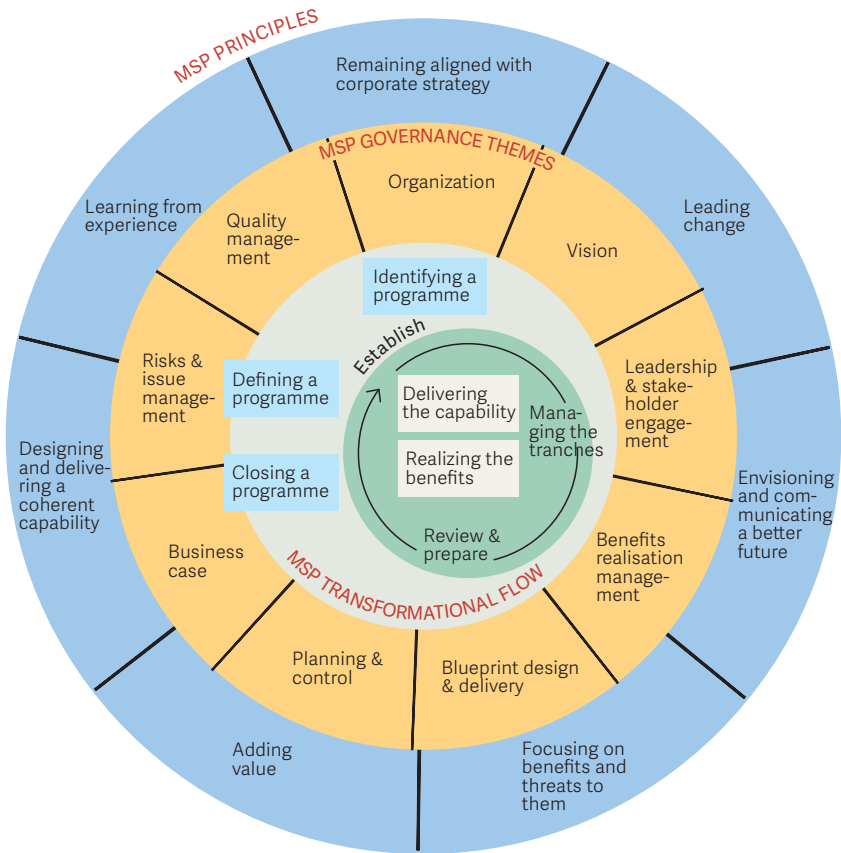 MSP PRINCIPLES
Remaining aligned with
corporate strategy
Leading
change
Envisioning
and com-
municating
a better
future
Focusing on
benefits and
threats to
them
Adding
value
Designing
and delive-
ring a
coherent
capability
Learning from
experience
MSP GOVERNANCE THEMES
Organization
Vision
Leadership
& stake-
holder
engage-
ment
Benefits
realisation
manage-
ment
Blueprint design
& delivery
Planning &
control
Business
case
Risks &
issue
manage-
ment
Quality
manage-
ment
Identifying a
programme
Defining a
programme
Closing a
programme
Establish
Delivering
the capability
Realizing the
benefits
Mana-
ging the
tranches
Review &
prepare
MSP TRANSFORMATIONAL FLOW